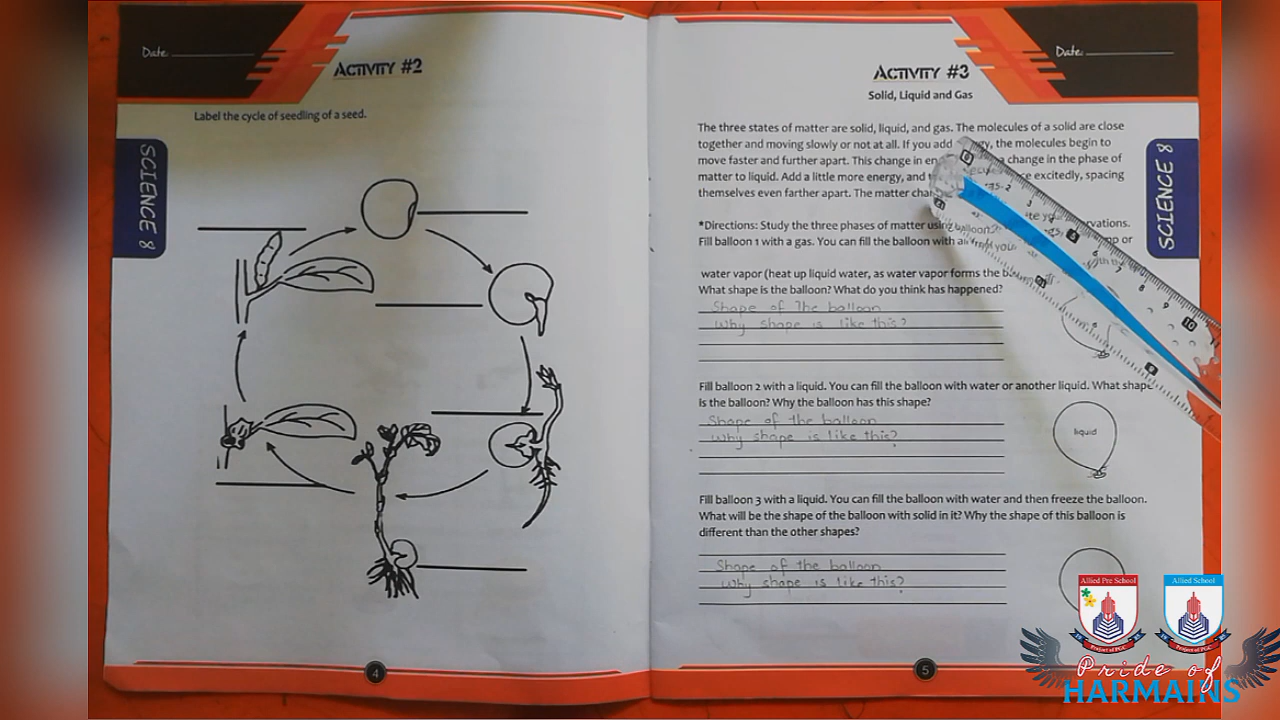 Date:
ACTIVITY #2
Label the cycle of seedling of a seed.
SCIENCE 8
4
Date:
ACTIVITY #3
Solid, Liquid and Gas
SCIENCE 8
The three states of matter are solid, liquid, and gas. The molecules of a solid are close
together and moving slowly or not at all. If you add the molecules begin to
move faster and further apart. This change in a change in the phase of
matter to liquid. Add a little more energy, and excitedly, spacing
themselves even farther apart. The matter
*Directions: Study the three phases of matter using
Fill balloon 1 with a gas. You can fill the balloon with or
water vapor (heat up liquid water, as water vapor forms the
What shape is the balloon? What do you think has happened?
Shape of The balloon
Why shape is like this?
Fill balloon 2 with a liquid. You can fill the balloon with water or another liquid. What shape
is the balloon? Why the balloon has this shape?
Shape of the balloon
Why shape is like this?
liquid
Fill balloon 3 with a liquid. You can fill the balloon with water and then freeze the balloon.
What will be the shape of the balloon with solid in it? Why the shape of this balloon is
different than the other shapes?
Shape of the balloon
Why shape is like this?
5
Allied Pre School
Project of PGC
Allied School
Project of PGC
Pride of
HARMAINS